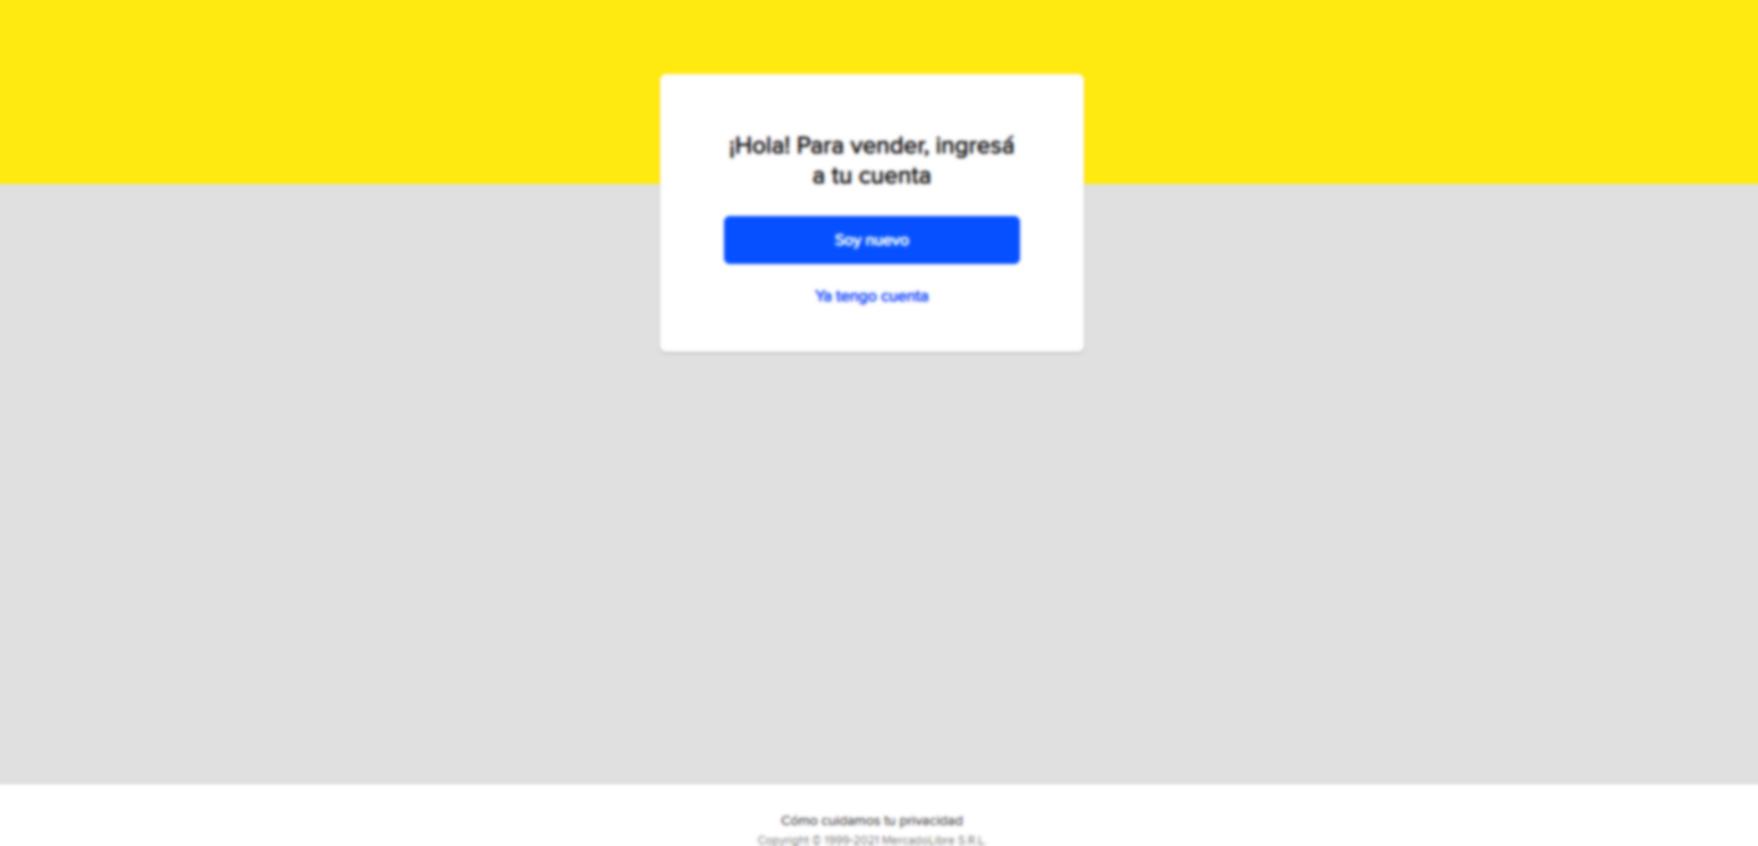 ¡Hola! Para vender, ingresá
a tu cuenta
Soy nuevo
Ya tengo cuenta
Cómo cuidamos tu privacidad
Copyright © 1999-2021 MercadoLibre S.R.L.